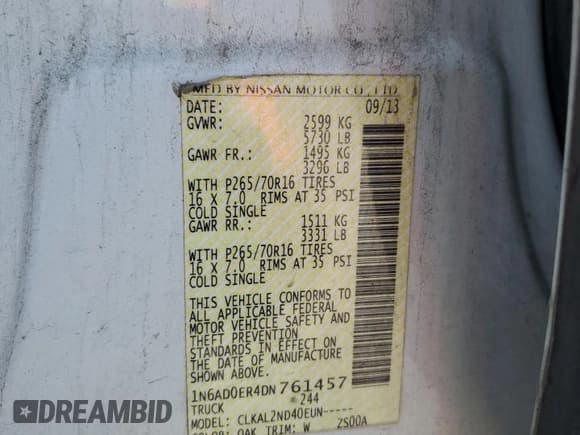 MFD BY NISSAN MOTOR CO., LTD.
DATE: 09/13
GVWR: 2599 KG
5730 LB
GAWR FR.: 1495 KG
3296 LB
WITH P265/70R16 TIRES
16 X 7.0 RIMS AT 35 PSI
COLD SINGLE
GAWR RR.: 1511 KG
3331 LB
WITH P265/70R16 TIRES
16 X 7.0 RIMS AT 35 PSI
COLD SINGLE
THIS VEHICLE CONFORMS TO
ALL APPLICABLE FEDERAL
MOTOR VEHICLE SAFETY AND
THEFT PREVENTION
STANDARDS IN EFFECT ON
THE DATE OF MANUFACTURE
SHOWN ABOVE.
1N6AD0ER4DN761457
TRUCK *244
MODEL: CLKAL2ND40EUN-----
COLOR: QAK TRIM: W ZS00A
DREAMBID